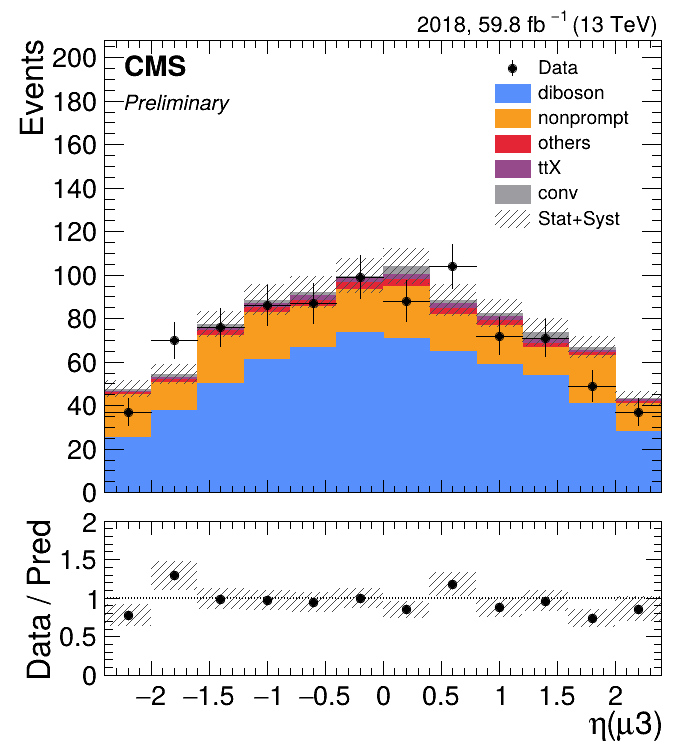 2018, 59.8 fb⁻¹ (13 TeV)
CMS
Preliminary
Events
200
180
160
140
120
100
80
60
40
20
0
Data
diboson
nonprompt
others
ttX
conv
Stat+Syst
Data / Pred
2
1.5
1
0.5
0
−2 −1.5 −1 −0.5 0 0.5 1 1.5 2
η(μ3)